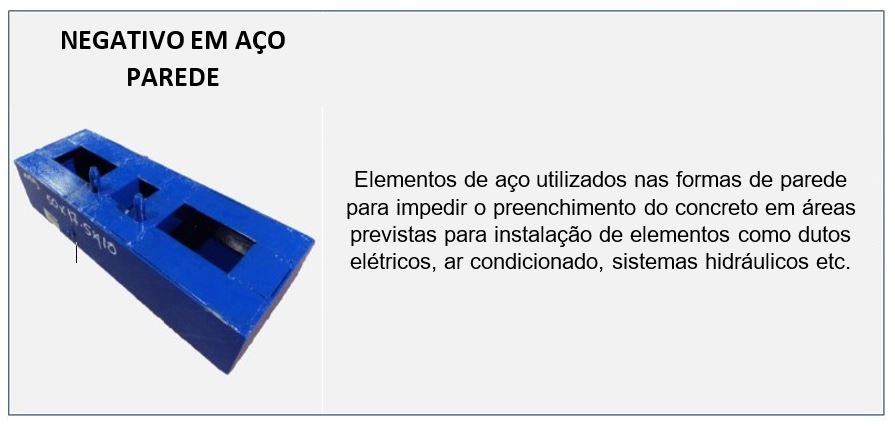 NEGATIVO EM AÇO
PAREDE
Elementos de aço utilizados nas formas de parede
para impedir o preenchimento do concreto em áreas
previstas para instalação de elementos como dutos
elétricos, ar condicionado, sistemas hidráulicos etc.